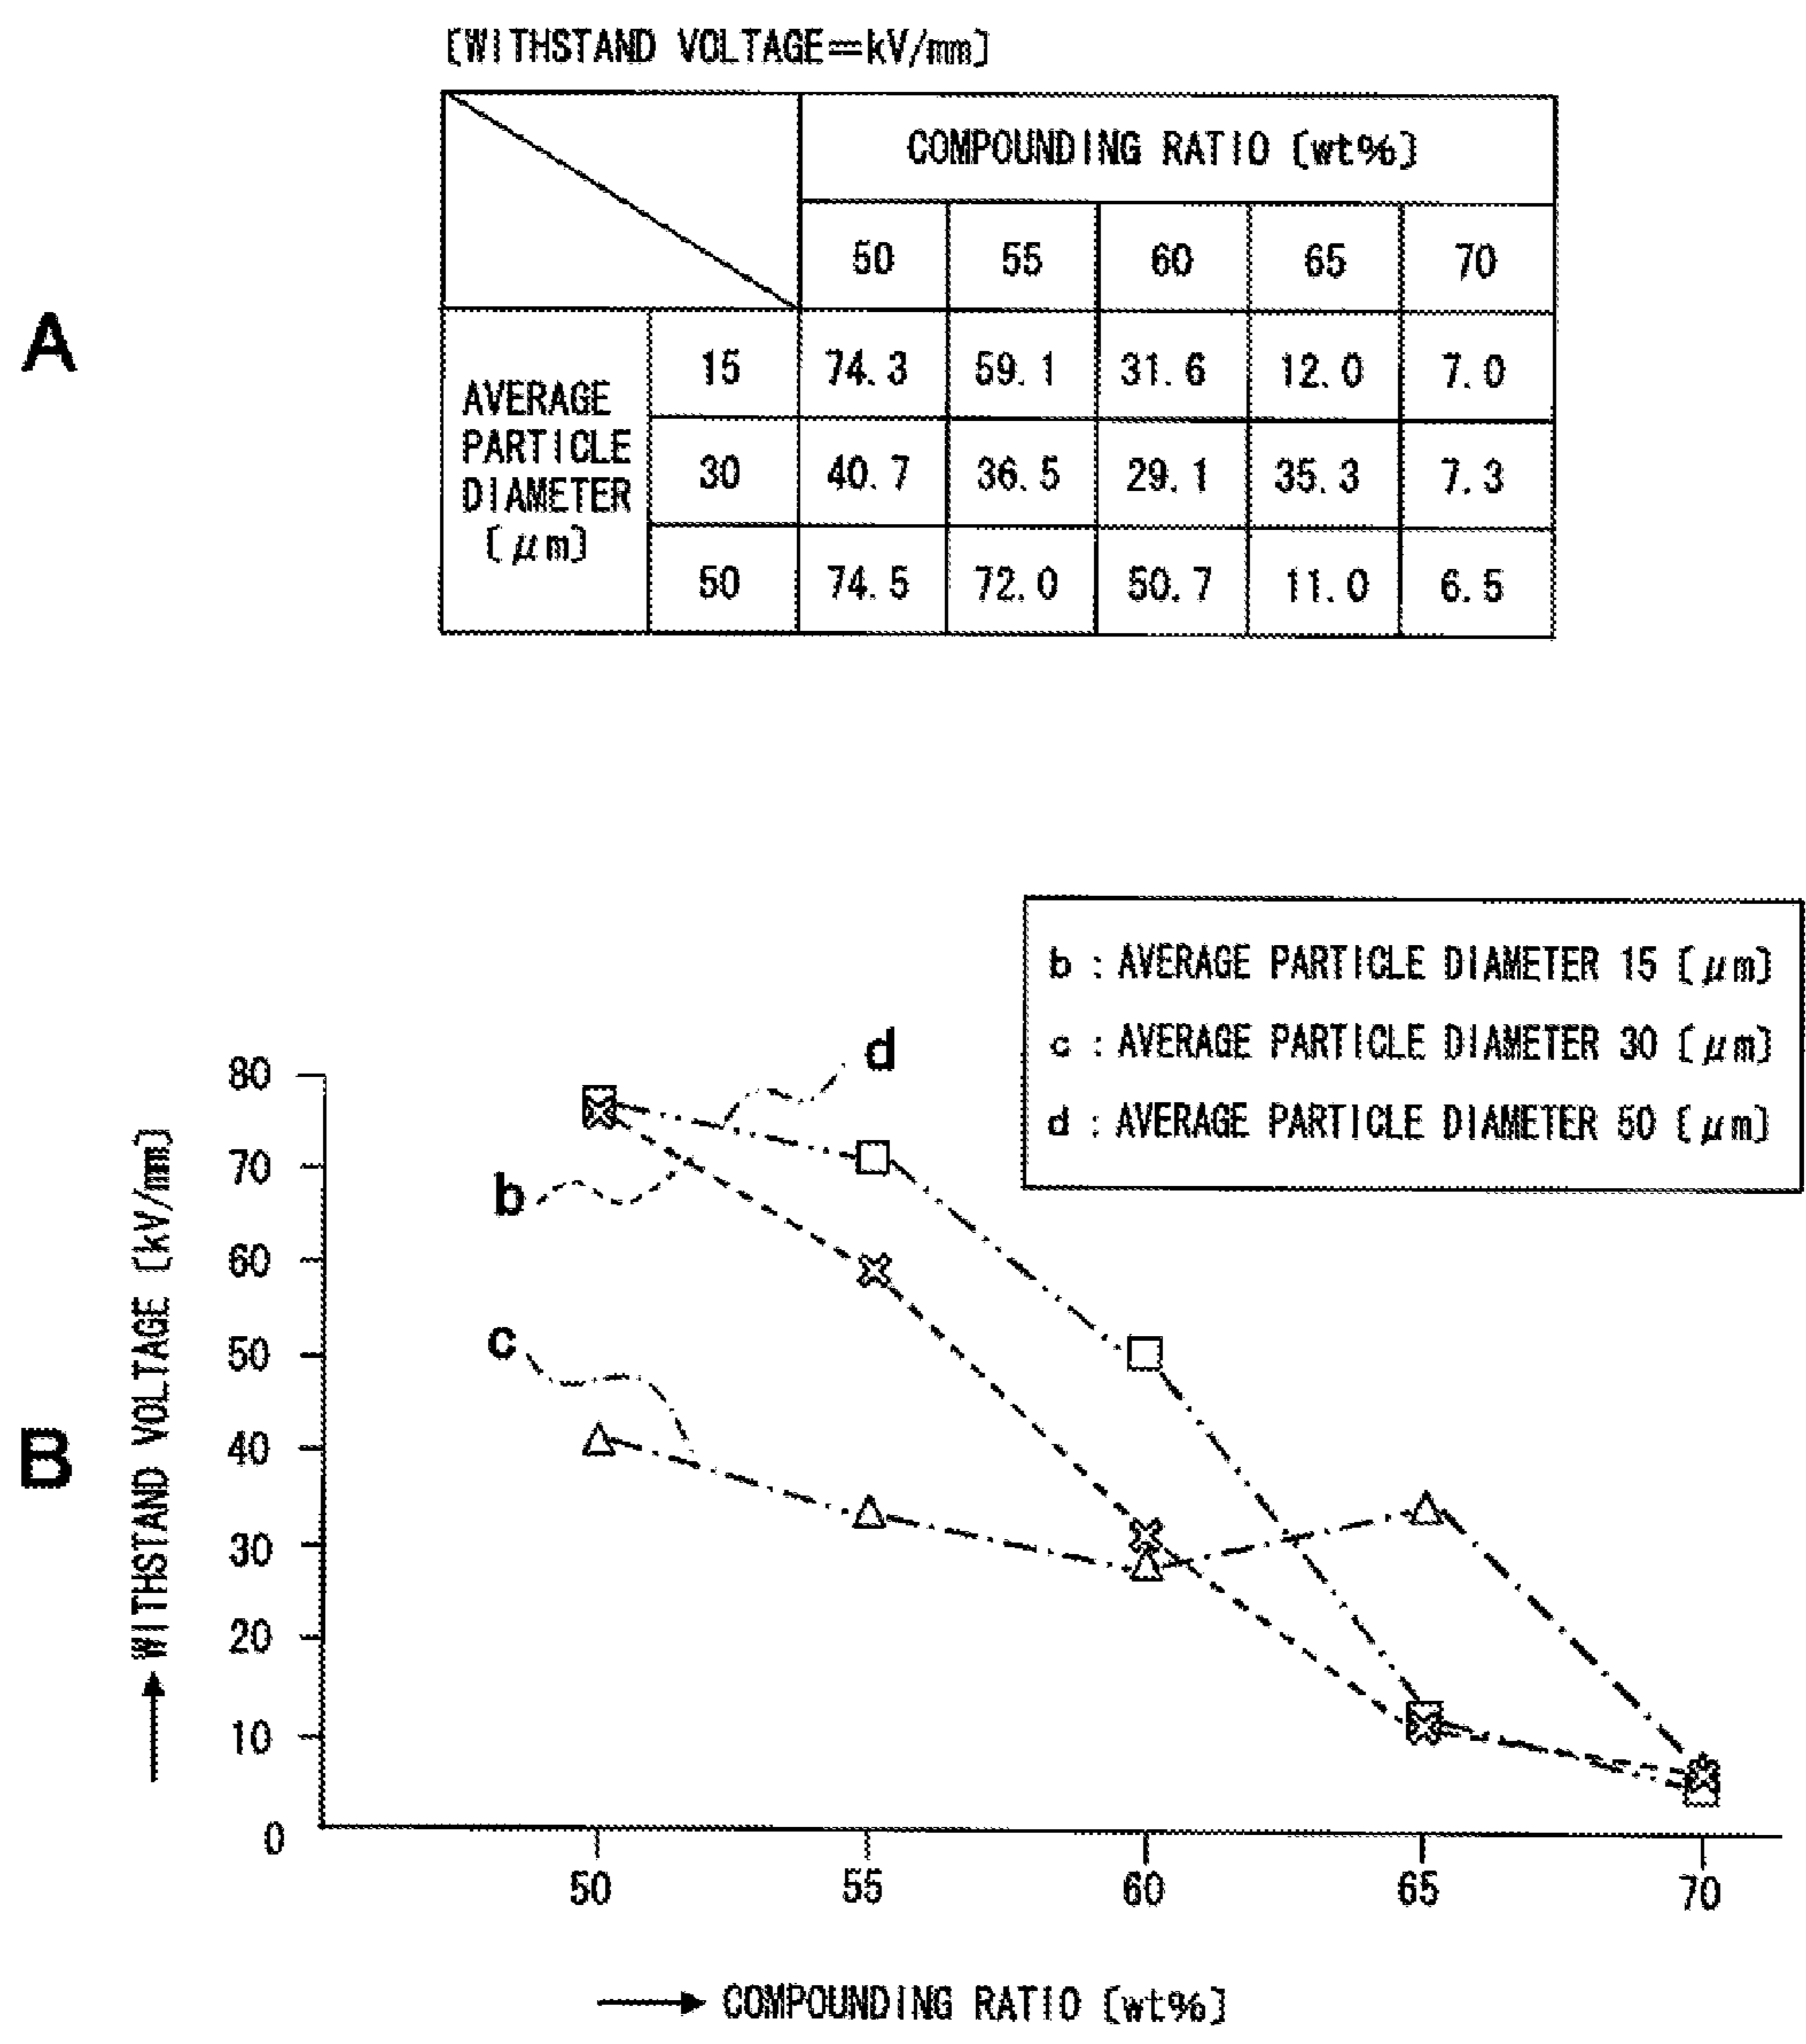 [WITHSTAND VOLTAGE=kV/mm]
COMPOUNDING RATIO [wt%]
50 55 60 65 70
A
AVERAGE
PARTICLE
DIAMETER
[μm]
15 74.3 59.1 31.6 12.0 7.0
30 40.7 36.5 29.1 35.3 7.3
50 74.5 72.0 50.7 11.0 6.5
b : AVERAGE PARTICLE DIAMETER 15 [μm]
c : AVERAGE PARTICLE DIAMETER 30 [μm]
d : AVERAGE PARTICLE DIAMETER 50 [μm]
B
WITHSTAND VOLTAGE [kV/mm]
80
70
60
50
40
30
20
10
0
d
b
c
50 55 60 65 70
COMPOUNDING RATIO [wt%]